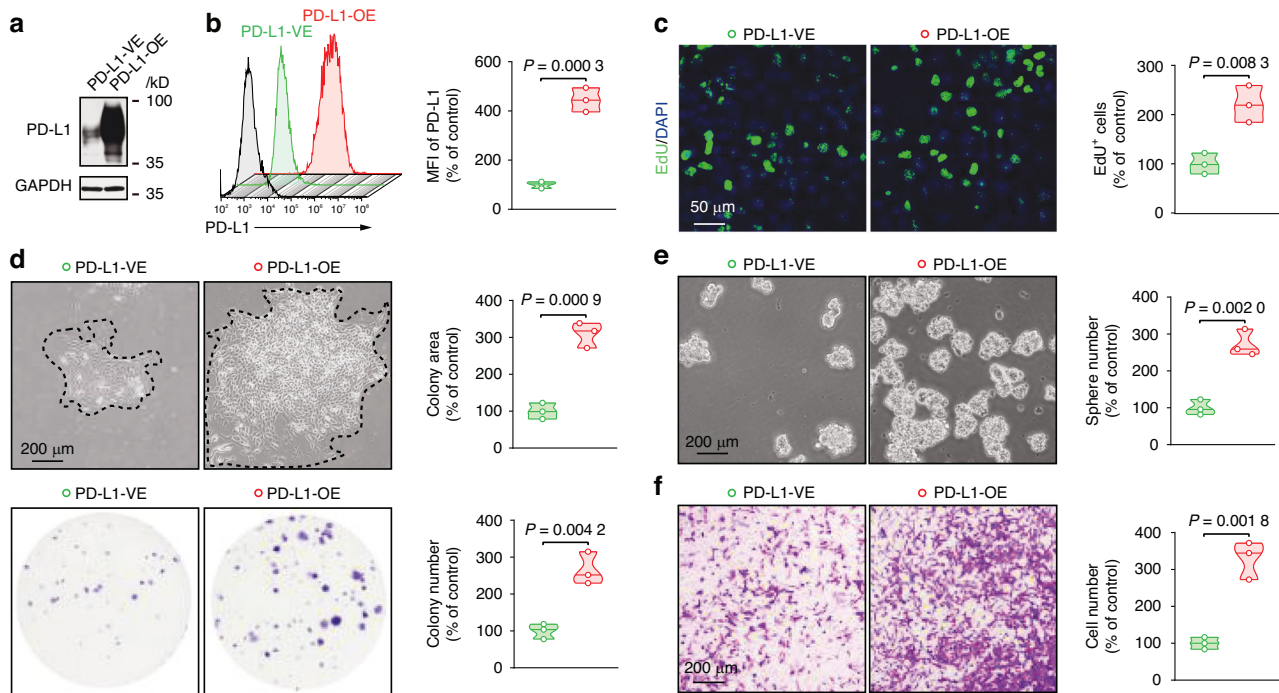 a
PD-L1-VE
PD-L1-OE
/kD
100
PD-L1
35
GAPDH
35
b
PD-L1-OE
PD-L1-VE
10² 10³ 10⁴ 10⁵ 10⁶ 10⁷ 10⁸
PD-L1
MFI of PD-L1
(% of control)
600
400
200
0
P = 0.000 3
c
PD-L1-VE
PD-L1-OE
EdU/DAPI
50 μm
EdU⁺ cells
(% of control)
300
200
100
0
P = 0.008 3
d
PD-L1-VE
PD-L1-OE
200 μm
Colony area
(% of control)
400
300
200
100
0
P = 0.000 9
PD-L1-VE
PD-L1-OE
Colony number
(% of control)
400
300
200
100
0
P = 0.004 2
e
PD-L1-VE
PD-L1-OE
200 μm
Sphere number
(% of control)
400
300
200
100
0
P = 0.002 0
f
PD-L1-VE
PD-L1-OE
200 μm
Cell number
(% of control)
400
300
200
100
0
P = 0.001 8